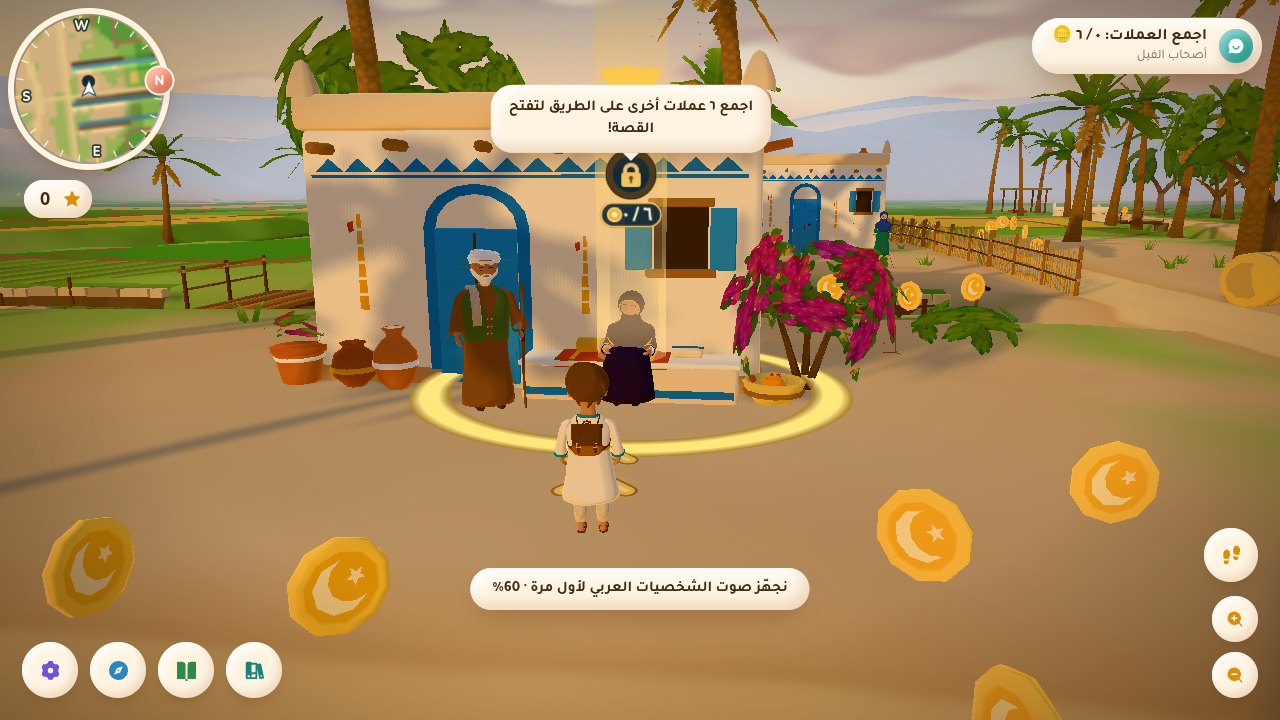 W
N
S
E
0
اجمع العملات: ٠ / ٦
أصحاب الفيل
اجمع ٦ عملات أخرى على الطريق لتفتح
القصة!
٠ / ٦
نجهّز صوت الشخصيات العربي لأول مرة · 60%